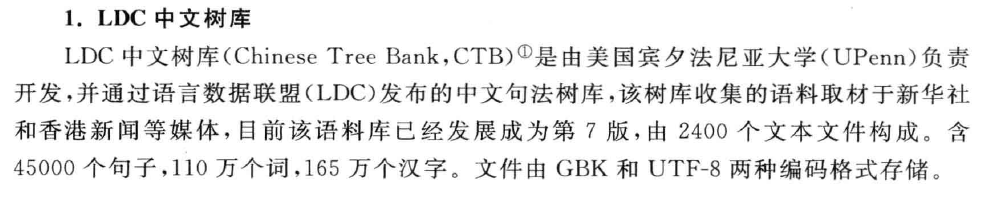 1. LDC 中文树库
LDC 中文树库(Chinese Tree Bank,CTB)①是由美国宾夕法尼亚大学(UPenn)负责
开发,并通过语言数据联盟(LDC)发布的中文句法树库,该树库收集的语料取材于新华社
和香港新闻等媒体,目前该语料库已经发展成为第 7 版,由 2400 个文本文件构成。含
45000 个句子,110 万个词,165 万个汉字。文件由 GBK 和 UTF-8 两种编码格式存储。